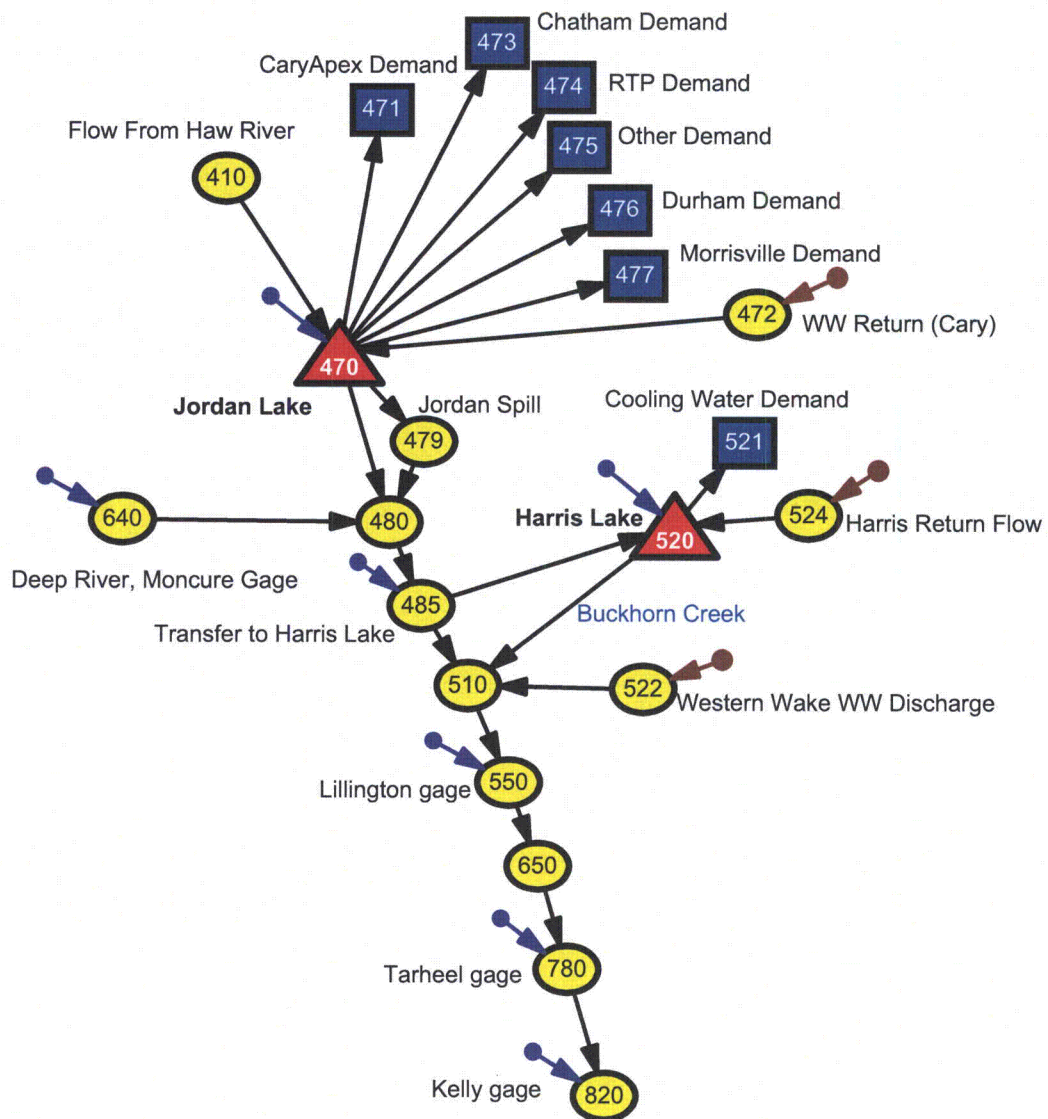 Chatham Demand
473
CaryApex Demand
474
RTP Demand
471
Other Demand
475
Flow From Haw River
410
476
Durham Demand
477
Morrisville Demand
472
WW Return (Cary)
470
Jordan Lake
Jordan Spill
479
Cooling Water Demand
521
640
480
Harris Lake
520
524
Harris Return Flow
Deep River, Moncure Gage
485
Transfer to Harris Lake
Buckhorn Creek
510
522
Western Wake WW Discharge
550
Lillington gage
650
780
Tarheel gage
820
Kelly gage